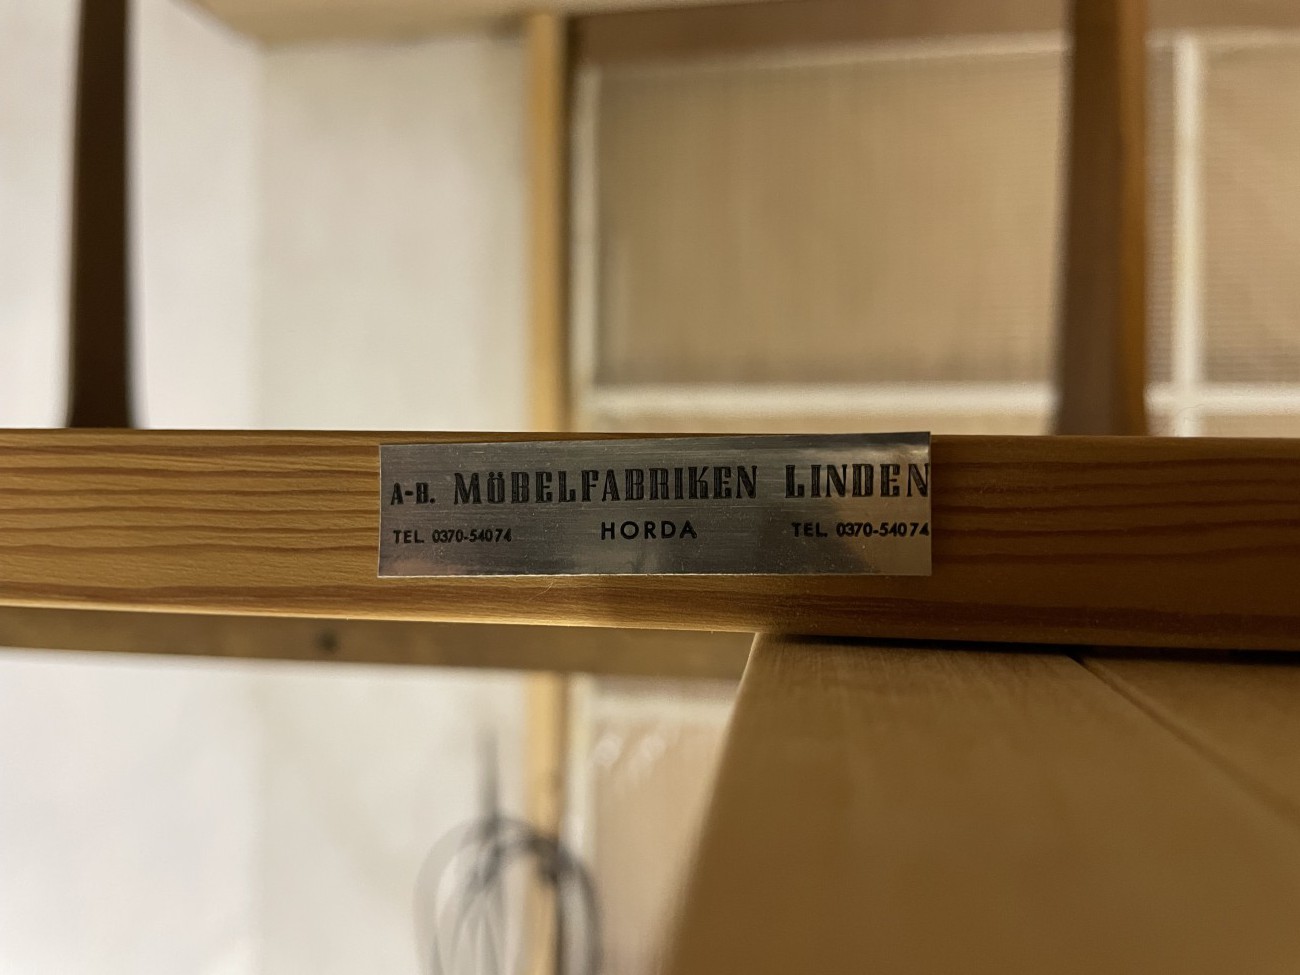 A-B. MÖBELFABRIKEN LINDEN
TEL. 0370-54074 HORDA TEL. 0370-54074